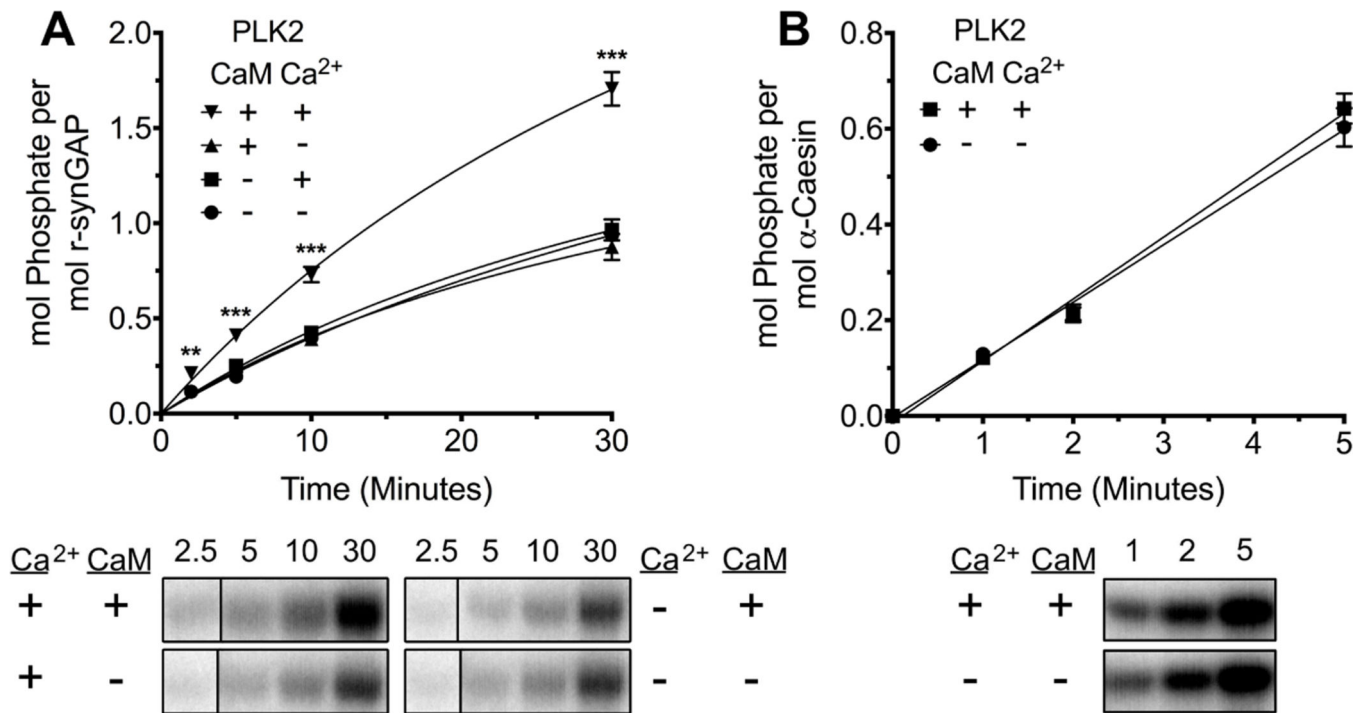 A
B
mol Phosphate per
mol r-synGAP
2.0
1.5
1.0
0.5
0.0
PLK2
CaM Ca2+
+ +
+ -
- +
- -
**
***
***
***
0 10 20 30
Time (Minutes)
mol Phosphate per
mol α-Caesin
0.8
0.6
0.4
0.2
0.0
PLK2
CaM Ca2+
+ +
- -
0 1 2 3 4 5
Time (Minutes)
Ca2+ CaM 2.5 5 10 30 2.5 5 10 30 Ca2+ CaM
+ + - +
+ - - -
Ca2+ CaM 1 2 5
+ +
- -